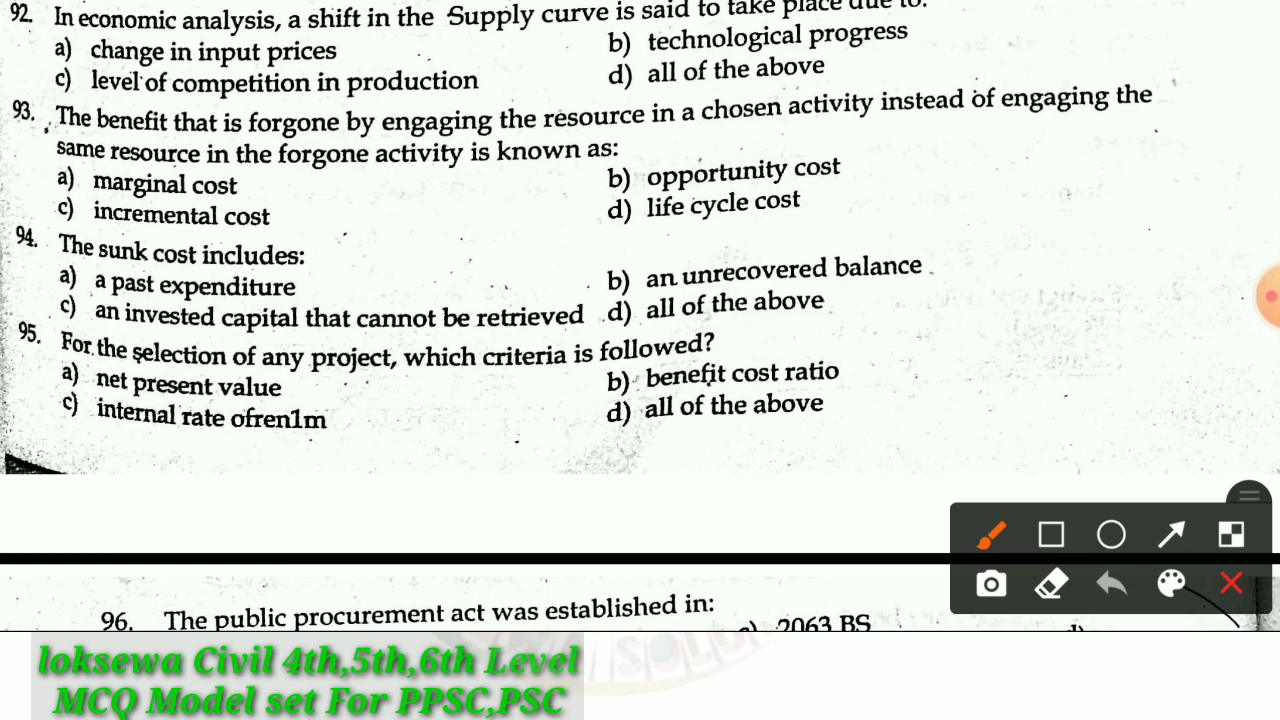 92. In economic analysis, a shift in the Supply curve is said to take place due to:
a) change in input prices b) technological progress
c) level of competition in production d) all of the above
93. The benefit that is forgone by engaging the resource in a chosen activity instead of engaging the
same resource in the forgone activity is known as:
a) marginal cost b) opportunity cost
c) incremental cost d) life cycle cost
94. The sunk cost includes:
a) a past expenditure b) an unrecovered balance
c) an invested capital that cannot be retrieved d) all of the above
95. For the selection of any project, which criteria is followed?
a) net present value b) benefit cost ratio
c) internal rate ofren1m d) all of the above
96. The public procurement act was established in:
2063 BS
loksewa Civil 4th,5th,6th Level
MCQ Model set For PPSC,PSC